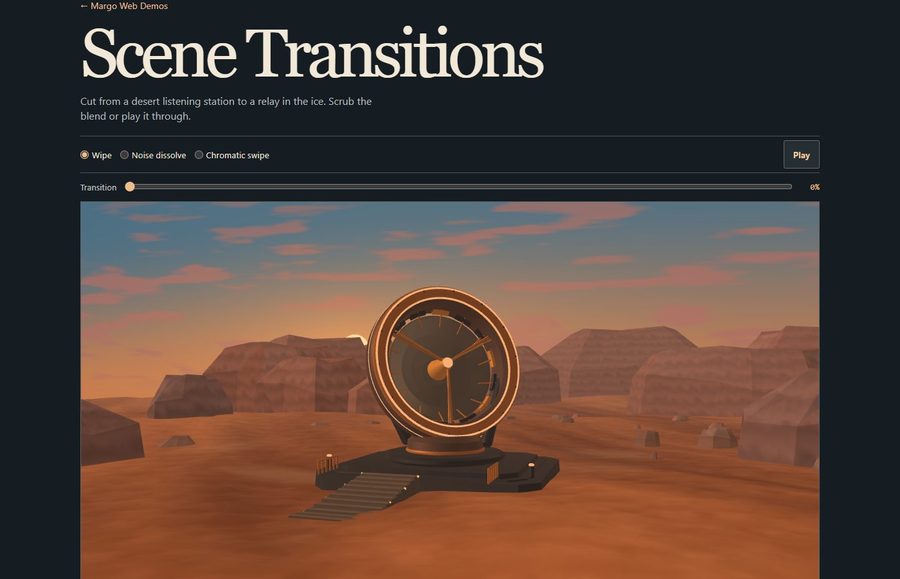 ← Margo Web Demos
Scene Transitions
Cut from a desert listening station to a relay in the ice. Scrub the
blend or play it through.
Wipe Noise dissolve Chromatic swipe Play
Transition 0%